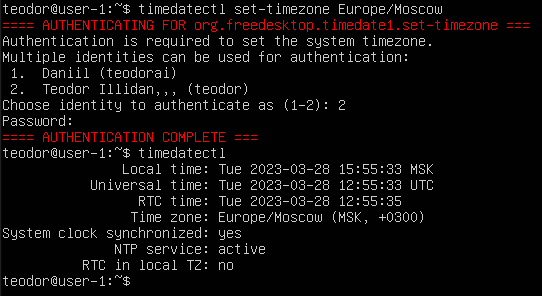 teodor@user-1:~$ timedatectl set-timezone Europe/Moscow
==== AUTHENTICATING FOR org.freedesktop.timedate1.set-timezone ===
Authentication is required to set the system timezone.
Multiple identities can be used for authentication:
 1.  Daniil (teodorai)
 2.  Teodor Illidan,,, (teodor)
Choose identity to authenticate as (1-2): 2
Password:
==== AUTHENTICATION COMPLETE ===
teodor@user-1:~$ timedatectl
               Local time: Tue 2023-03-28 15:55:33 MSK
           Universal time: Tue 2023-03-28 12:55:33 UTC
                 RTC time: Tue 2023-03-28 12:55:35
                Time zone: Europe/Moscow (MSK, +0300)
System clock synchronized: yes
              NTP service: active
          RTC in local TZ: no
teodor@user-1:~$